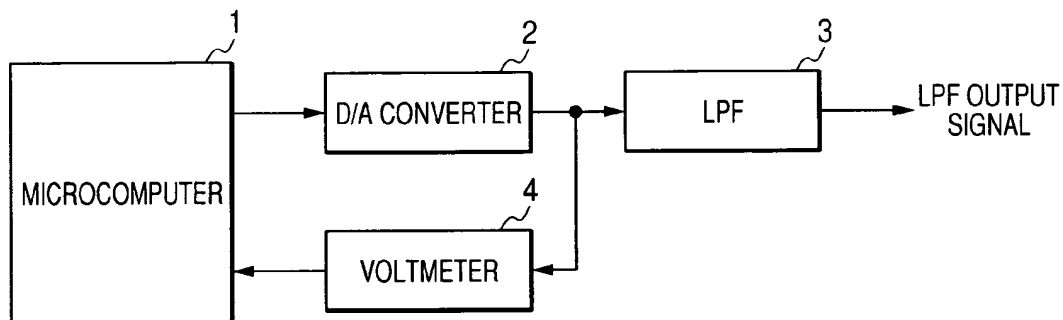 1
2
3
D/A CONVERTER
LPF
LPF OUTPUT
SIGNAL
MICROCOMPUTER
4
VOLTMETER